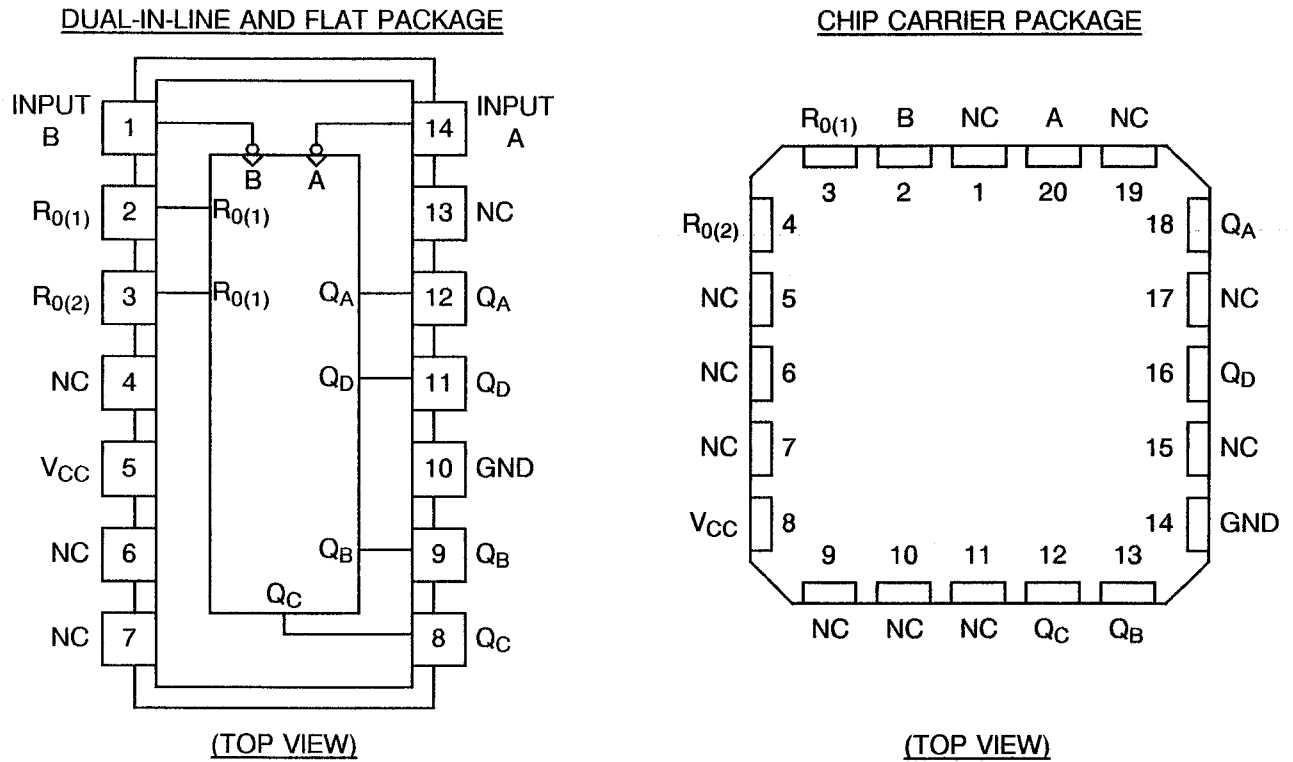 DUAL-IN-LINE AND FLAT PACKAGE
INPUT B 1
14 INPUT A
B A
R0(1) 2 R0(1)
13 NC
R0(2) 3 R0(1)
QA 12 QA
NC 4
QD 11 QD
VCC 5
10 GND
NC 6
QB 9 QB
QC
NC 7
8 QC
(TOP VIEW)
CHIP CARRIER PACKAGE
R0(1) B NC A NC
3 2 1 20 19
R0(2) 4
18 QA
NC 5
17 NC
NC 6
16 QD
NC 7
15 NC
VCC 8
14 GND
9 10 11 12 13
NC NC NC QC QB
(TOP VIEW)